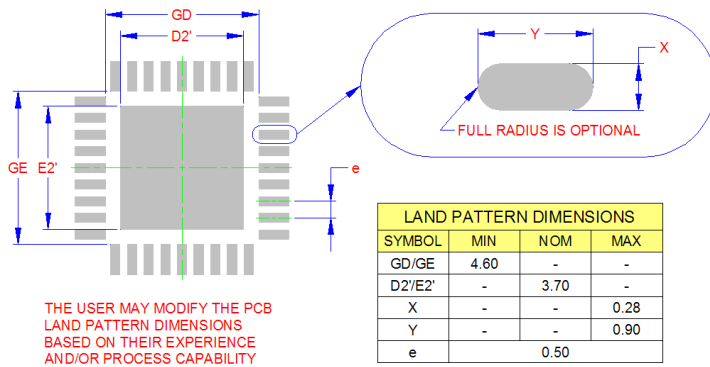 GD
D2'
Y
X
FULL RADIUS IS OPTIONAL
GE
E2'
e
LAND PATTERN DIMENSIONS
SYMBOL MIN NOM MAX
GD/GE 4.60 - -
D2'/E2' - 3.70 -
X - - 0.28
Y - - 0.90
e 0.50
THE USER MAY MODIFY THE PCB
LAND PATTERN DIMENSIONS
BASED ON THEIR EXPERIENCE
AND/OR PROCESS CAPABILITY